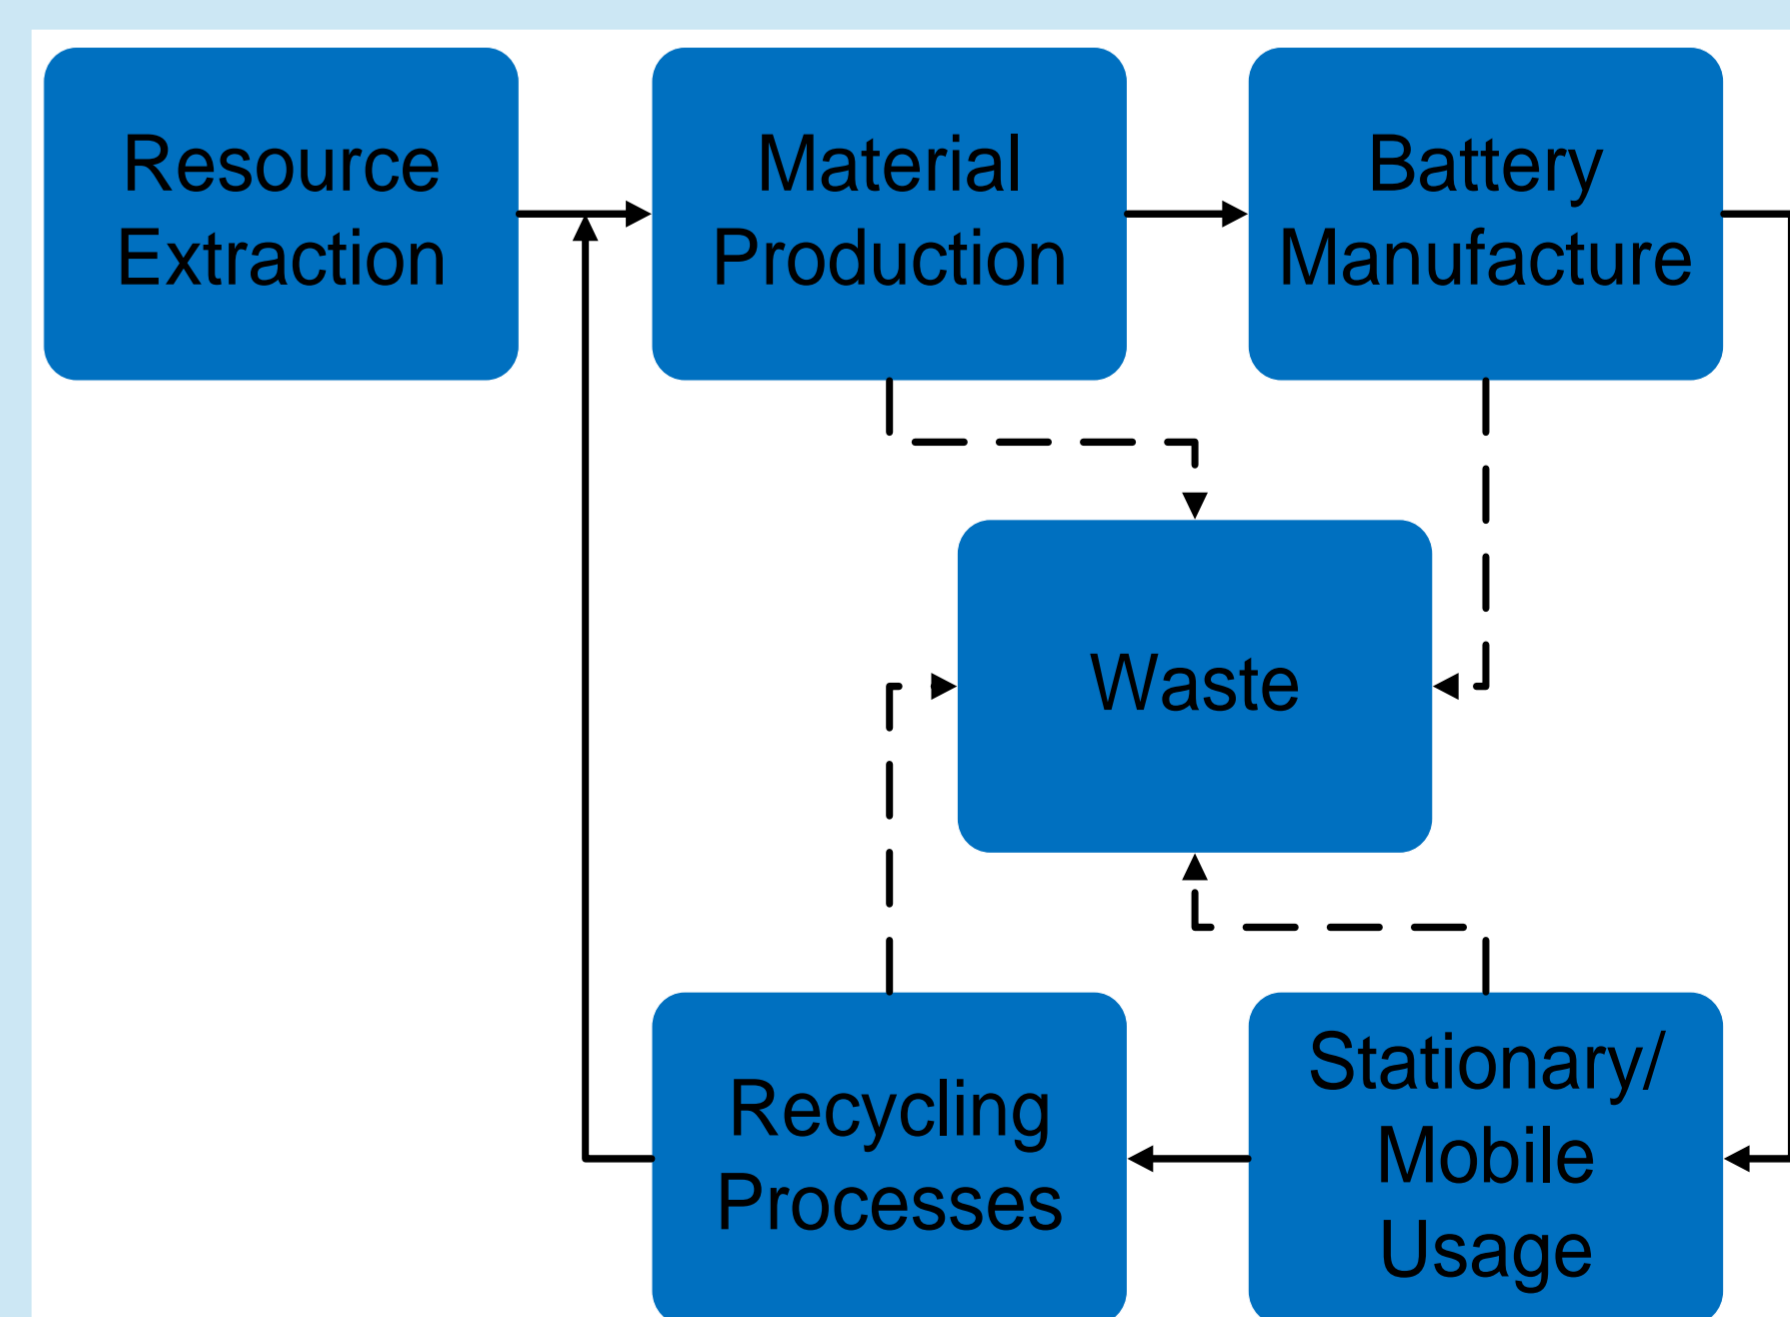 Resource
Extraction
Material
Production
Battery
Manufacture
Waste
Recycling
Processes
Stationary/
Mobile
Usage